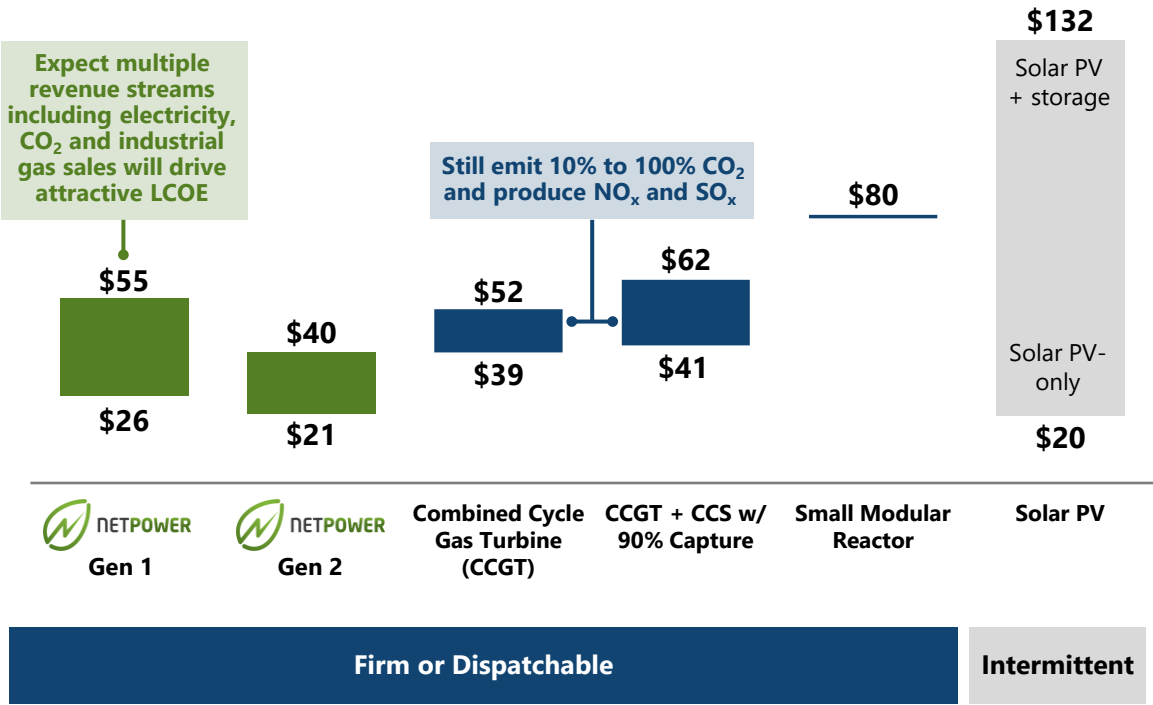 Expect multiple
revenue streams
including electricity,
CO₂ and industrial
gas sales will drive
attractive LCOE
$55
$26
$40
$21
Still emit 10% to 100% CO₂
and produce NOₓ and SOₓ
$52
$39
$62
$41
$80
$132
Solar PV
+ storage
Solar PV-
only
$20
NETPOWER
Gen 1
NETPOWER
Gen 2
Combined Cycle
Gas Turbine
(CCGT)
CCGT + CCS w/
90% Capture
Small Modular
Reactor
Solar PV
Firm or Dispatchable
Intermittent